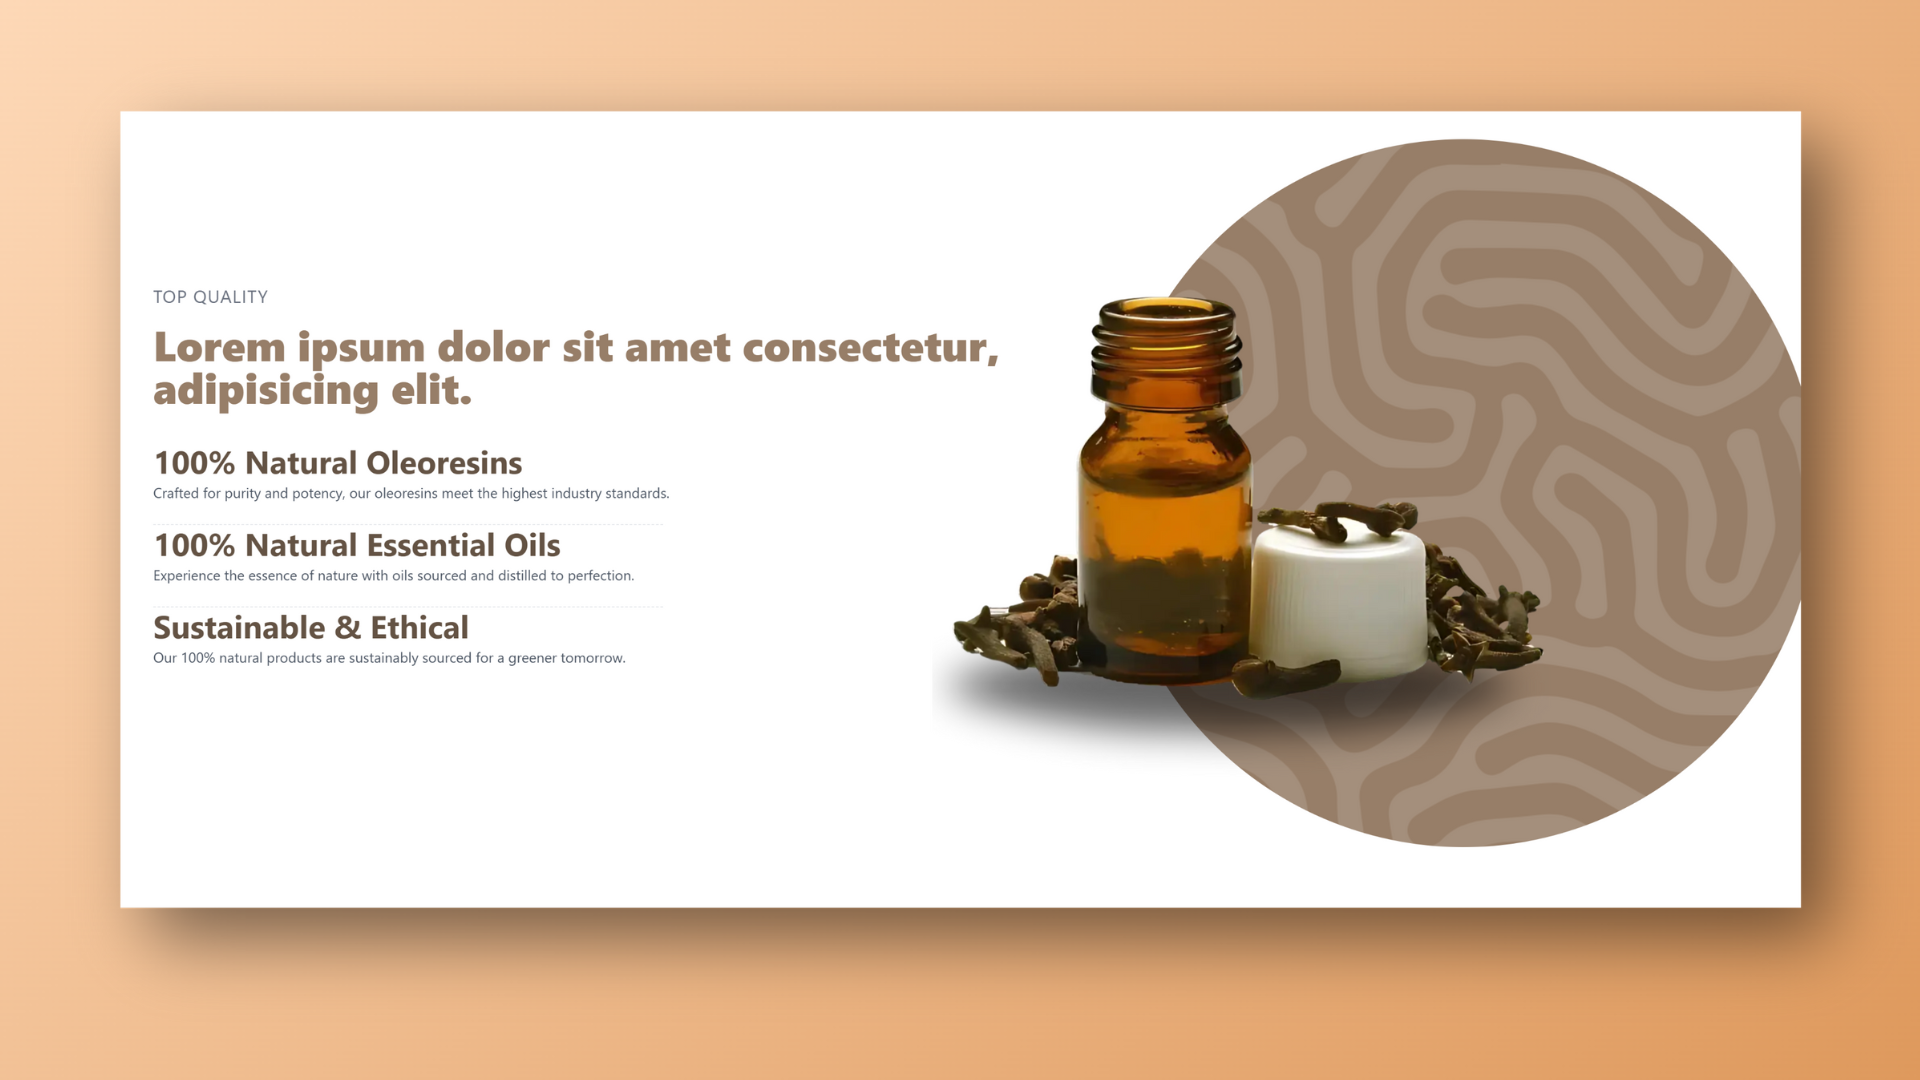 TOP QUALITY
Lorem ipsum dolor sit amet consectetur,
adipisicing elit.
100% Natural Oleoresins
Crafted for purity and potency, our oleoresins meet the highest industry standards.
100% Natural Essential Oils
Experience the essence of nature with oils sourced and distilled to perfection.
Sustainable & Ethical
Our 100% natural products are sustainably sourced for a greener tomorrow.